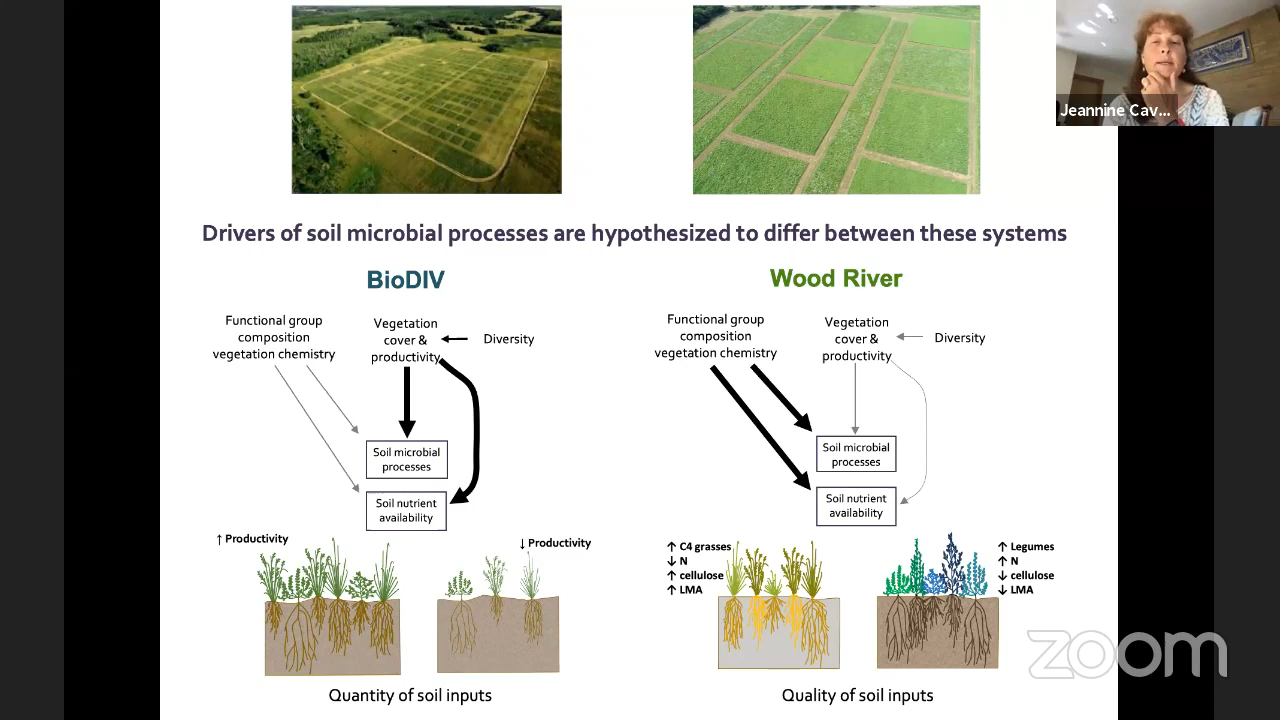 Jeannine Cav...
Drivers of soil microbial processes are hypothesized to differ between these systems
BioDIV
Functional group
composition
vegetation chemistry
Vegetation
cover &
productivity
Diversity
Soil microbial
processes
Soil nutrient
availability
↑ Productivity
↓ Productivity
Quantity of soil inputs
Wood River
Functional group
composition
vegetation chemistry
Vegetation
cover &
productivity
Diversity
Soil microbial
processes
Soil nutrient
availability
↑ C4 grasses
↓ N
↑ cellulose
↑ LMA
↑ Legumes
↑ N
↓ cellulose
↓ LMA
Quality of soil inputs
zoom